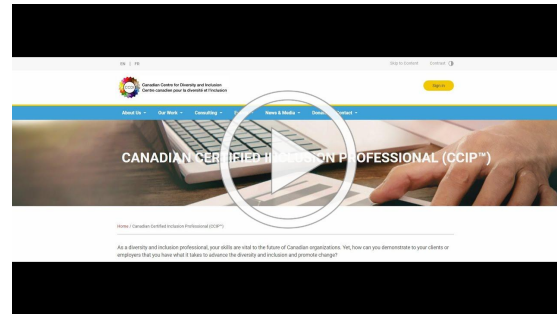 EN | FR
Skip to Content Contrast
CCDI
Canadian Centre for Diversity and Inclusion
Centre canadien pour la diversité et l'inclusion
Sign In
About Us Our Work Consulting News & Media Contact
CANADIAN CERTIFIED INCLUSION PROFESSIONAL (CCIP™)
Home / Canadian Certified Inclusion Professional (CCIP™)
As a diversity and inclusion professional, your skills are vital to the future of Canadian organizations. Yet, how can you demonstrate to your clients or
employers that you have what it takes to advance the diversity and inclusion and promote change?